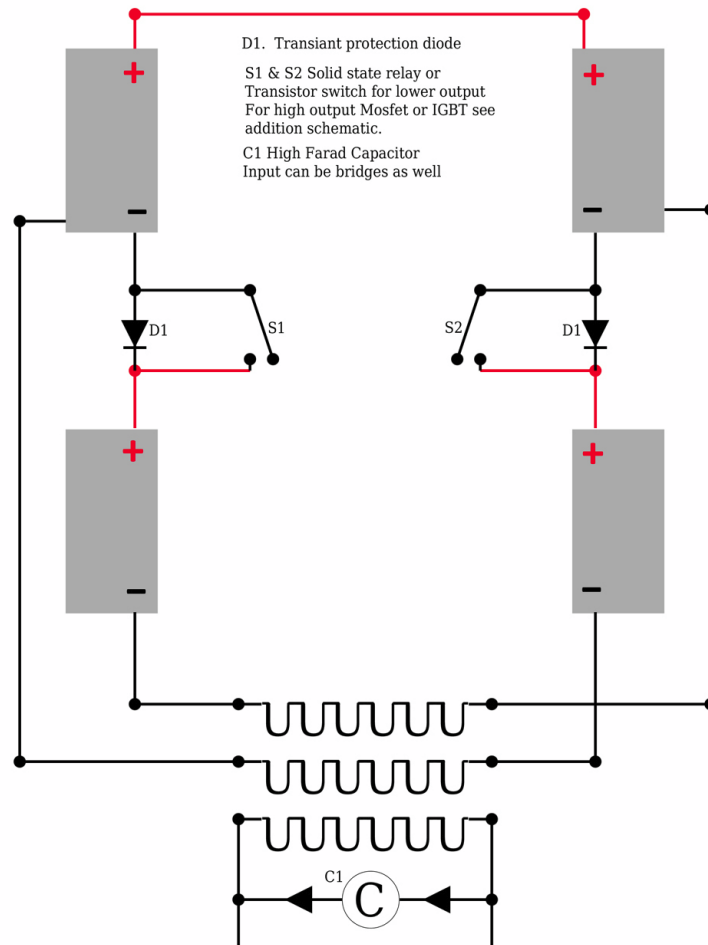 D1. Transiant protection diode
S1 & S2 Solid state relay or
Transistor switch for lower output
For high output Mosfet or IGBT see
addition schematic.
C1 High Farad Capacitor
Input can be bridges as well
+
+
−
−
D1
S1
S2
D1
+
+
−
−
C1
C